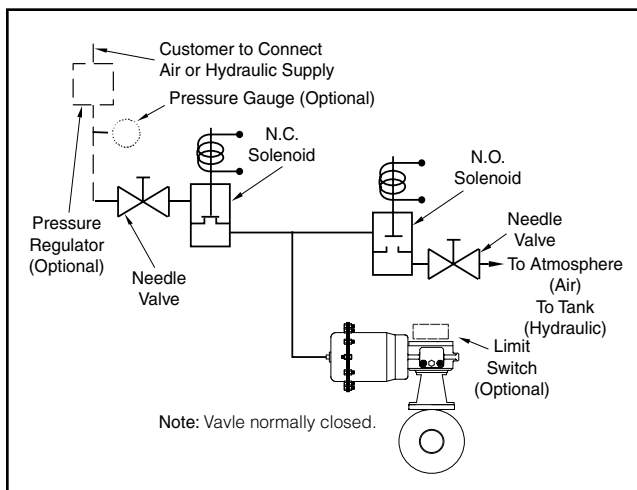 Customer to Connect
Air or Hydraulic Supply
Pressure Gauge (Optional)
N.C.
Solenoid
N.O.
Solenoid
Pressure
Regulator
(Optional)
Needle
Valve
Needle
Valve
To Atmosphere
(Air)
To Tank
(Hydraulic)
Limit
Switch
(Optional)
Note: Vavle normally closed.